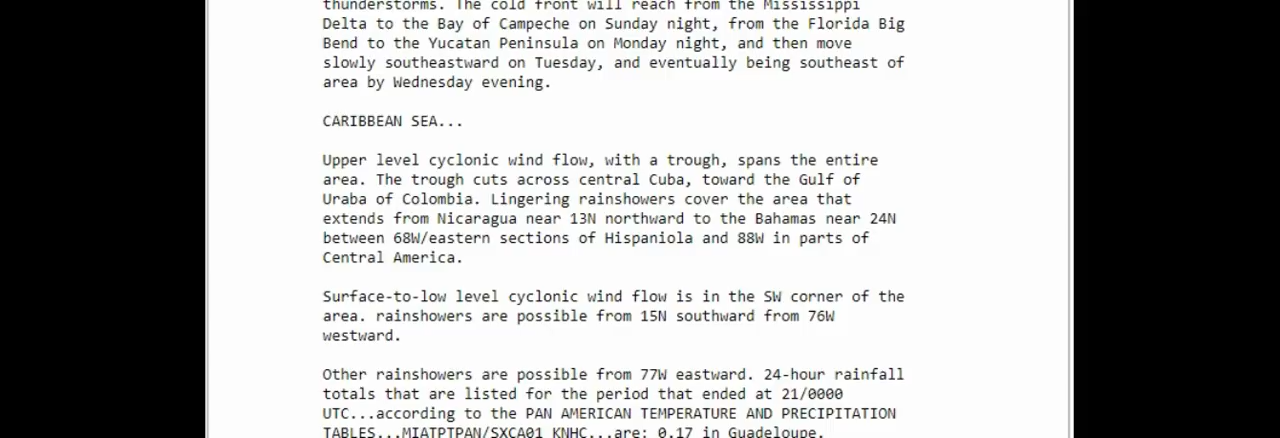 thunderstorms. The cold front will reach from the Mississippi
Delta to the Bay of Campeche on Sunday night, from the Florida Big
Bend to the Yucatan Peninsula on Monday night, and then move
slowly southeastward on Tuesday, and eventually being southeast of
area by Wednesday evening.
CARIBBEAN SEA...
Upper level cyclonic wind flow, with a trough, spans the entire
area. The trough cuts across central Cuba, toward the Gulf of
Uraba of Colombia. Lingering rainshowers cover the area that
extends from Nicaragua near 13N northward to the Bahamas near 24N
between 68W/eastern sections of Hispaniola and 88W in parts of
Central America.
Surface-to-low level cyclonic wind flow is in the SW corner of the
area. rainshowers are possible from 15N southward from 76W
westward.
Other rainshowers are possible from 77W eastward. 24-hour rainfall
totals that are listed for the period that ended at 21/0000
UTC...according to the PAN AMERICAN TEMPERATURE AND PRECIPITATION
TABLES...MIATPTPAN/SXCA01 KNHC...are: 0.17 in Guadeloupe.